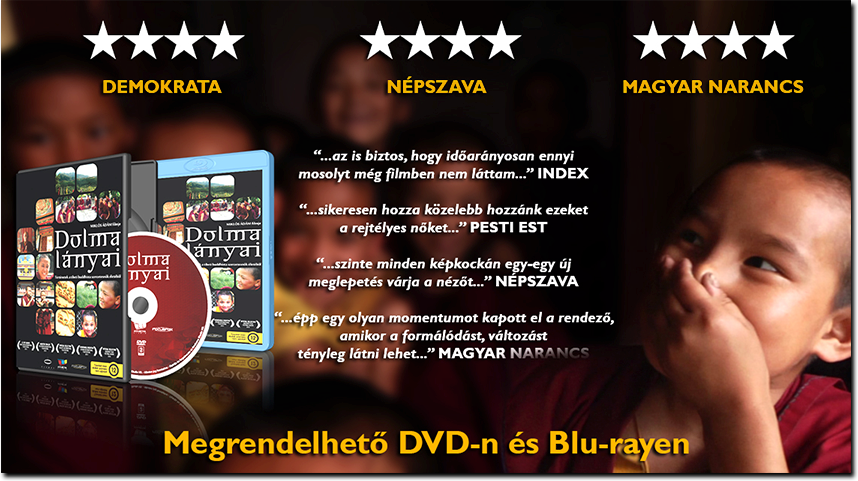 DEMOKRATA
NÉPSZAVA
MAGYAR NARANCS
“...az is biztos, hogy időarányosan ennyi
mosolyt még filmben nem láttam...” INDEX
“...sikeresen hozza közelebb hozzánk ezeket
a rejtélyes nőket...” PESTI EST
“...szinte minden képkockán egy-egy új
meglepetés várja a nézőt...” NÉPSZAVA
“...épp egy olyan momentumot kapott el a rendező,
amikor a formálódást, változást
tényleg látni lehet...” MAGYAR NARANCS
Dolma
lányai
Dolma
lányai
DVD
12
12
Megrendelhető DVD-n és Blu-rayen